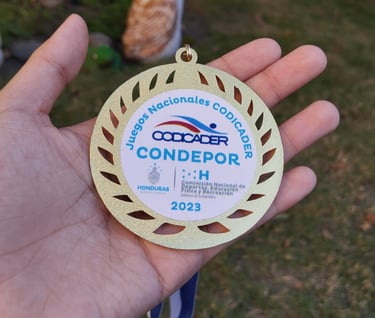 Juegos Nacionales CODICADER
CODICADER
CONDEPOR
HONDURAS
H
Comisión Nacional de
Deportes, Educación
Física y Recreación
2023